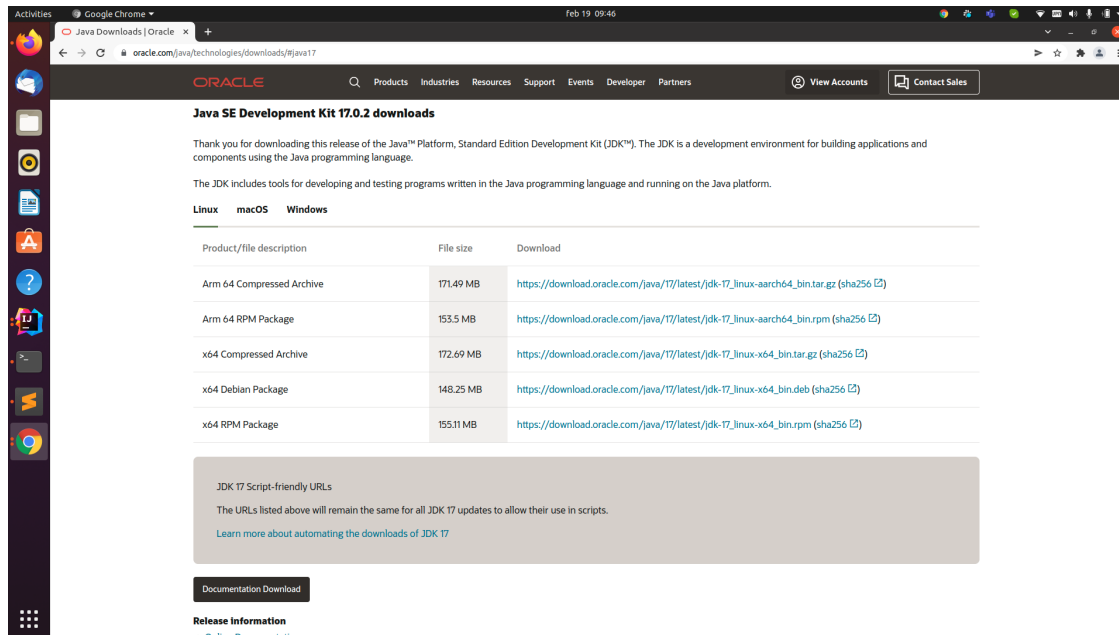 Activities
Google Chrome
feb 19 09:46
Java Downloads | Oracle
oracle.com/java/technologies/downloads/#java17
ORACLE
Products Industries Resources Support Events Developer Partners
View Accounts
Contact Sales
Java SE Development Kit 17.0.2 downloads
Thank you for downloading this release of the Java™ Platform, Standard Edition Development Kit (JDK™). The JDK is a development environment for building applications and
components using the Java programming language.
The JDK includes tools for developing and testing programs written in the Java programming language and running on the Java platform.
Linux macOS Windows
Product/file description File size Download
Arm 64 Compressed Archive 171.49 MB https://download.oracle.com/java/17/latest/jdk-17_linux-aarch64_bin.tar.gz (sha256)
Arm 64 RPM Package 153.5 MB https://download.oracle.com/java/17/latest/jdk-17_linux-aarch64_bin.rpm (sha256)
x64 Compressed Archive 172.69 MB https://download.oracle.com/java/17/latest/jdk-17_linux-x64_bin.tar.gz (sha256)
x64 Debian Package 148.25 MB https://download.oracle.com/java/17/latest/jdk-17_linux-x64_bin.deb (sha256)
x64 RPM Package 155.11 MB https://download.oracle.com/java/17/latest/jdk-17_linux-x64_bin.rpm (sha256)
JDK 17 Script-friendly URLs
The URLs listed above will remain the same for all JDK 17 updates to allow their use in scripts.
Learn more about automating the downloads of JDK 17
Documentation Download
Release information